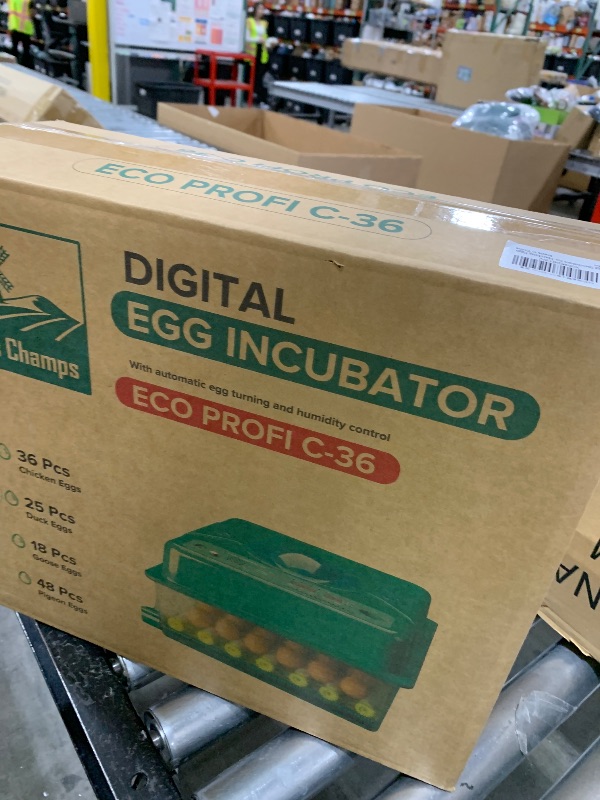 ECO PROFI C-36
DIGITAL
EGG INCUBATOR
With automatic egg turning and humidity control
ECO PROFI C-36
Champs
36 Pcs
Chicken Eggs
25 Pcs
Duck Eggs
18 Pcs
Goose Eggs
48 Pcs
Pigeon Eggs